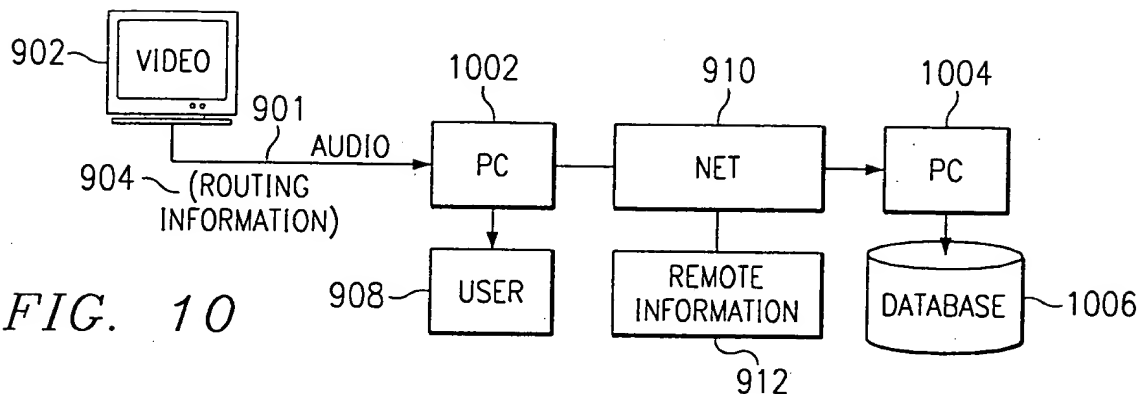 902
VIDEO
901
AUDIO
904
(ROUTING
INFORMATION)
1002
PC
910
NET
1004
PC
908
USER
REMOTE
INFORMATION
912
DATABASE
1006
FIG. 10